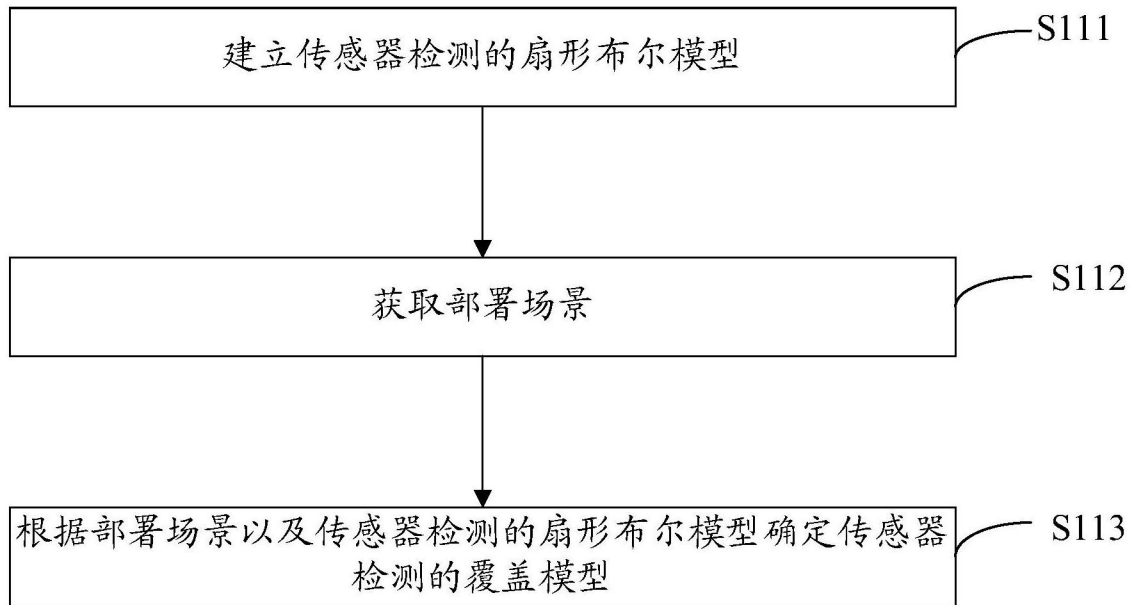 建立传感器检测的扇形布尔模型
S111
获取部署场景
S112
根据部署场景以及传感器检测的扇形布尔模型确定传感器
检测的覆盖模型
S113